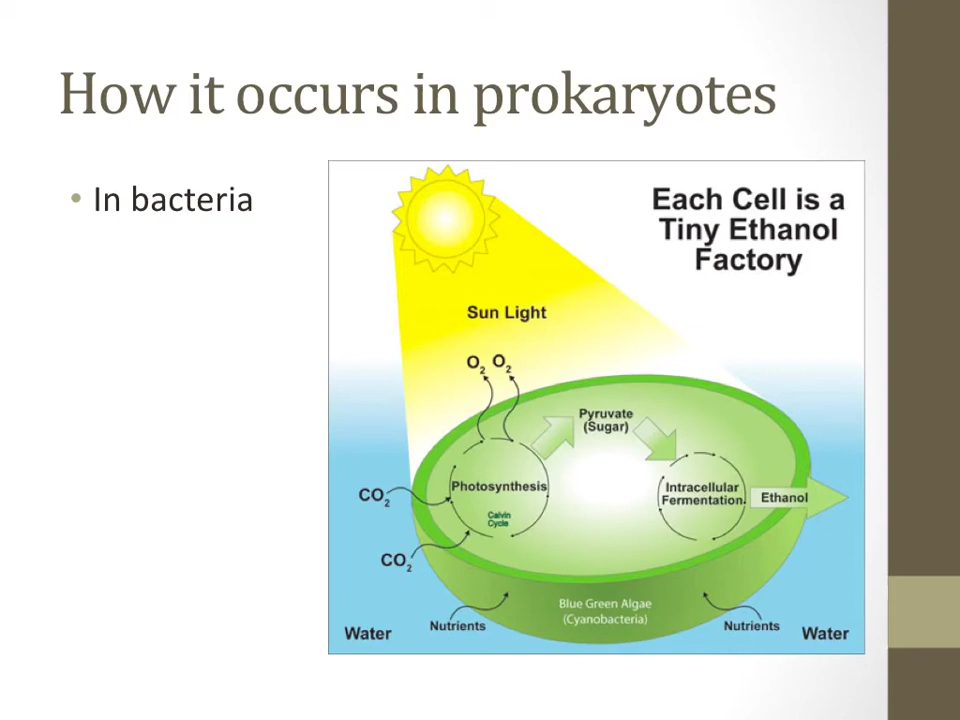 How it occurs in prokaryotes
• In bacteria
Each Cell is a
Tiny Ethanol
Factory
Sun Light
O2 O2
Pyruvate
(Sugar)
Photosynthesis
Calvin
Cycle
Intracellular
Fermentation
Ethanol
CO2
CO2
Blue Green Algae
(Cyanobacteria)
Nutrients
Nutrients
Water
Water